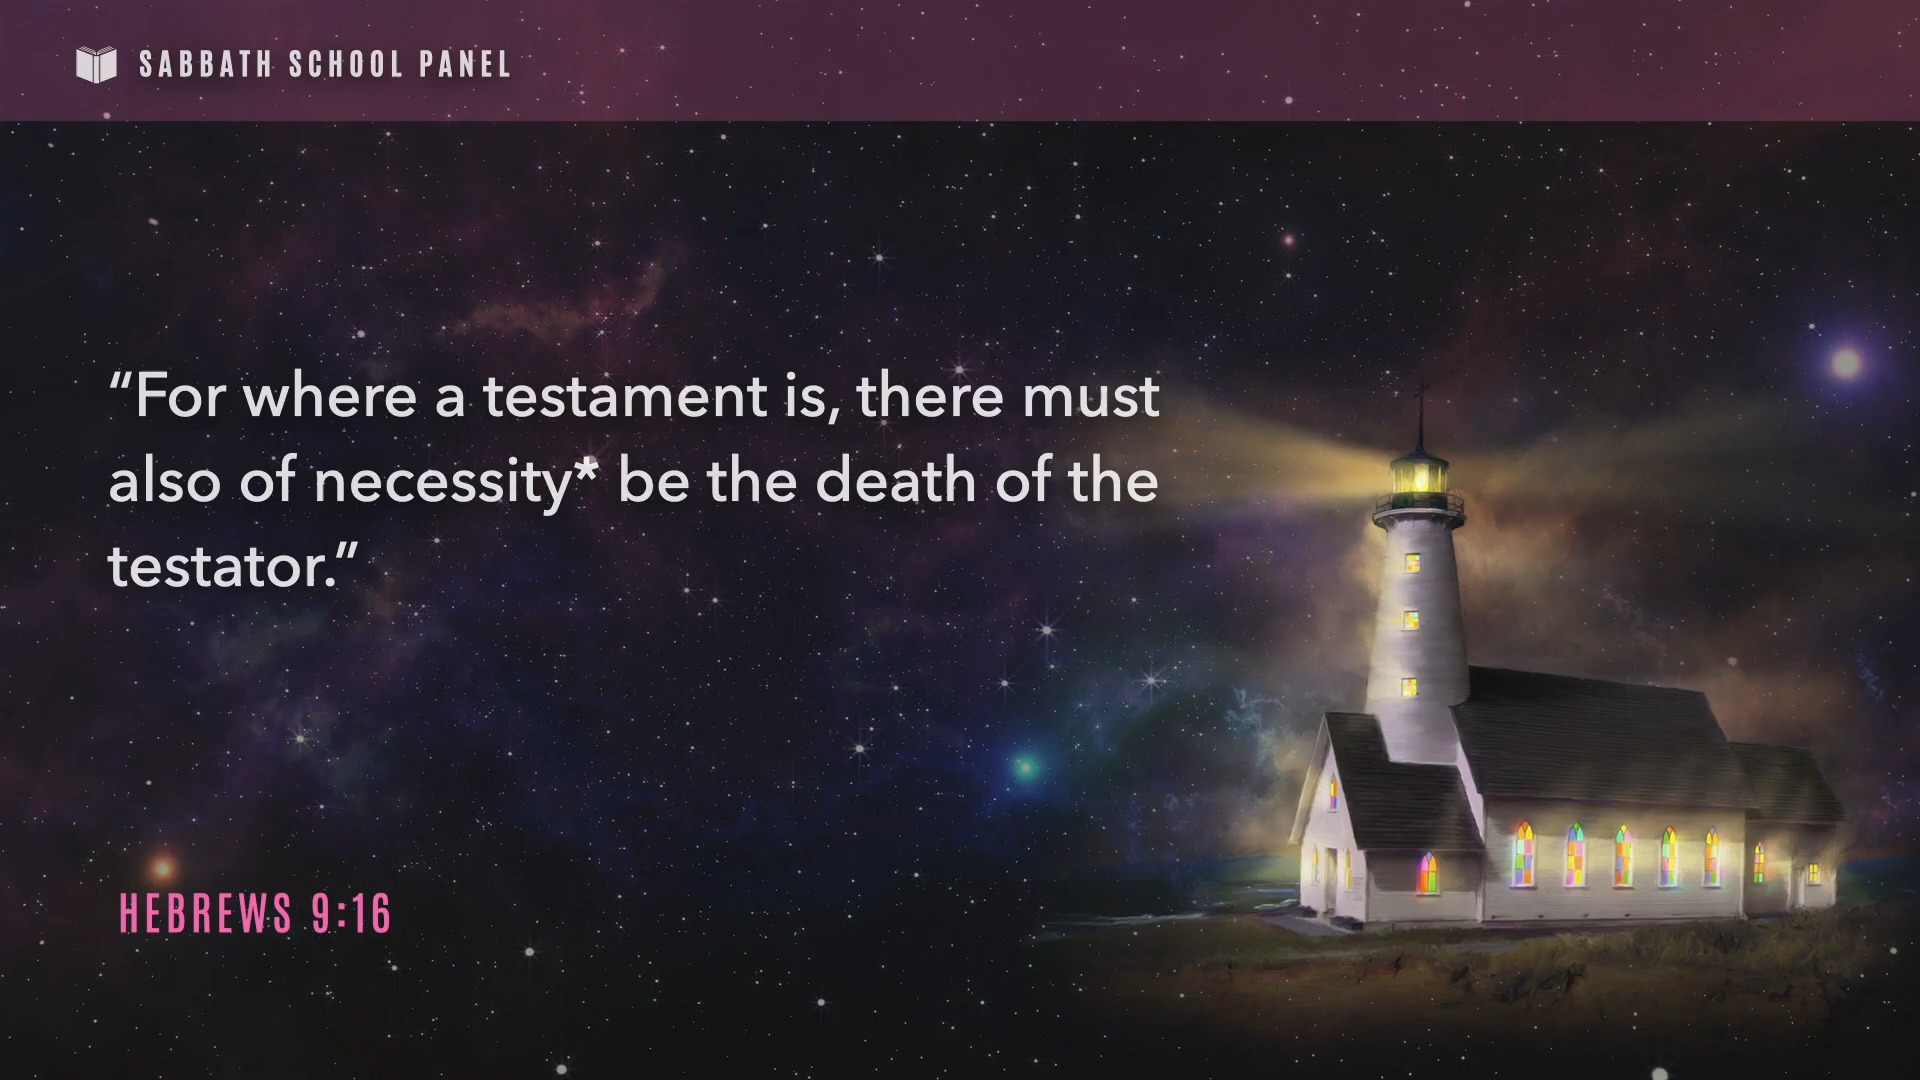 SABBATH SCHOOL PANEL
“For where a testament is, there must
also of necessity* be the death of the
testator.”
HEBREWS 9:16